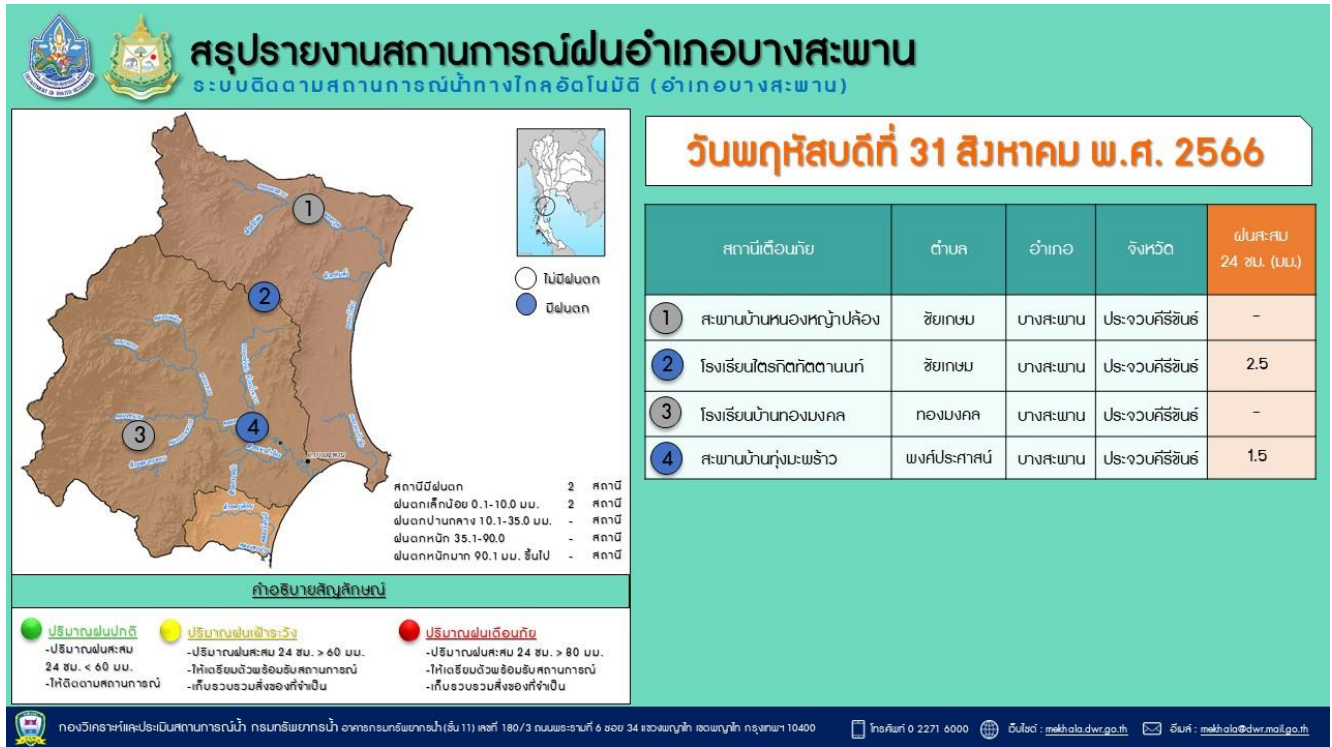 สรุปรายงานสถานการณ์ฝนอำเภอบางสะพาน
ระบบติดตามสถานการณ์น้ำทางไกลอัตโนมัติ (อำเภอบางสะพาน)
วันพฤหัสบดีที่ 31 สิงหาคม พ.ศ. 2566
1
2
3
4
ไม่มีฝนตก
มีฝนตก
สถานีมีฝนตก 2 สถานี
ฝนตกเล็กน้อย 0.1-10.0 มม. 2 สถานี
ฝนตกปานกลาง 10.1-35.0 มม. - สถานี
ฝนตกหนัก 35.1-90.0 - สถานี
ฝนตกหนักมาก 90.1 มม. ขึ้นไป - สถานี
คำอธิบายสัญลักษณ์
ปริมาณฝนปกติ
-ปริมาณฝนสะสม
24 ชม. < 60 มม.
-ให้ติดตามสถานการณ์
ปริมาณฝนเฝ้าระวัง
-ปริมาณฝนสะสม 24 ชม. > 60 มม.
-ให้เตรียมตัวพร้อมรับสถานการณ์
-เก็บรวบรวมสิ่งของที่จำเป็น
ปริมาณฝนเตือนภัย
-ปริมาณฝนสะสม 24 ชม. > 80 มม.
-ให้เตรียมตัวพร้อมรับสถานการณ์
-เก็บรวบรวมสิ่งของที่จำเป็น
สถานีเตือนภัย ตำบล อำเภอ จังหวัด ฝนสะสม
24 ชม. (มม.)
1 สะพานบ้านหนองหญ้าปล้อง ชัยเกษม บางสะพาน ประจวบคีรีขันธ์ -
2 โรงเรียนไตรกิตทัตตานนท์ ชัยเกษม บางสะพาน ประจวบคีรีขันธ์ 2.5
3 โรงเรียนบ้านทองมงคล ทองมงคล บางสะพาน ประจวบคีรีขันธ์ -
4 สะพานบ้านทุ่งมะพร้าว พงศ์ประศาสน์ บางสะพาน ประจวบคีรีขันธ์ 1.5
กองวิเคราะห์และประเมินสถานการณ์น้ำ กรมทรัพยากรน้ำ อาคารกรมทรัพยากรน้ำ (ชั้น 11) เลขที่ 180/3 ถนนพระรามที่ 6 ซอย 34 แขวงพญาไท เขตพญาไท กรุงเทพฯ 10400 โทรศัพท์ 0 2271 6000 เว็บไซต์ : mekhala.dwr.go.th อีเมล์ : mekhala@dwr.mail.go.th